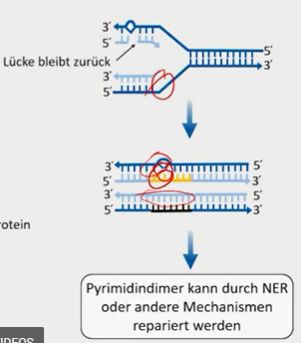 3´
5´
5´
3´
Lücke bleibt zurück
3´
5´
3´ 5´
5´ 3´
3´ 5´
5´ 3´
rotein
Pyrimidindimer kann durch NER
oder andere Mechanismen
repariert werden
VIDEOS